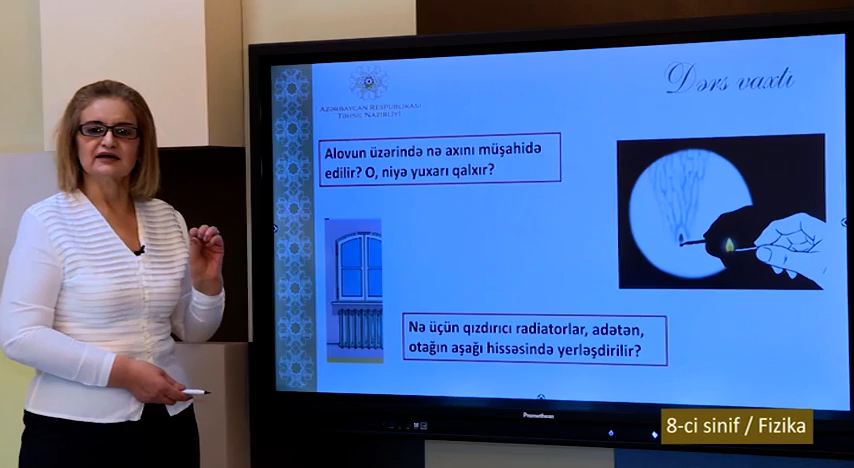 Dərs vaxtı
AZƏRBAYCAN RESPUBLİKASI
TƏHSİL NAZİRLİYİ
Alovun üzərində nə axını müşahidə
edilir? O, niyə yuxarı qalxır?
Nə üçün qızdırıcı radiatorlar, adətən,
otağın aşağı hissəsində yerləşdirilir?
Promethean
8-ci sinif / Fizika